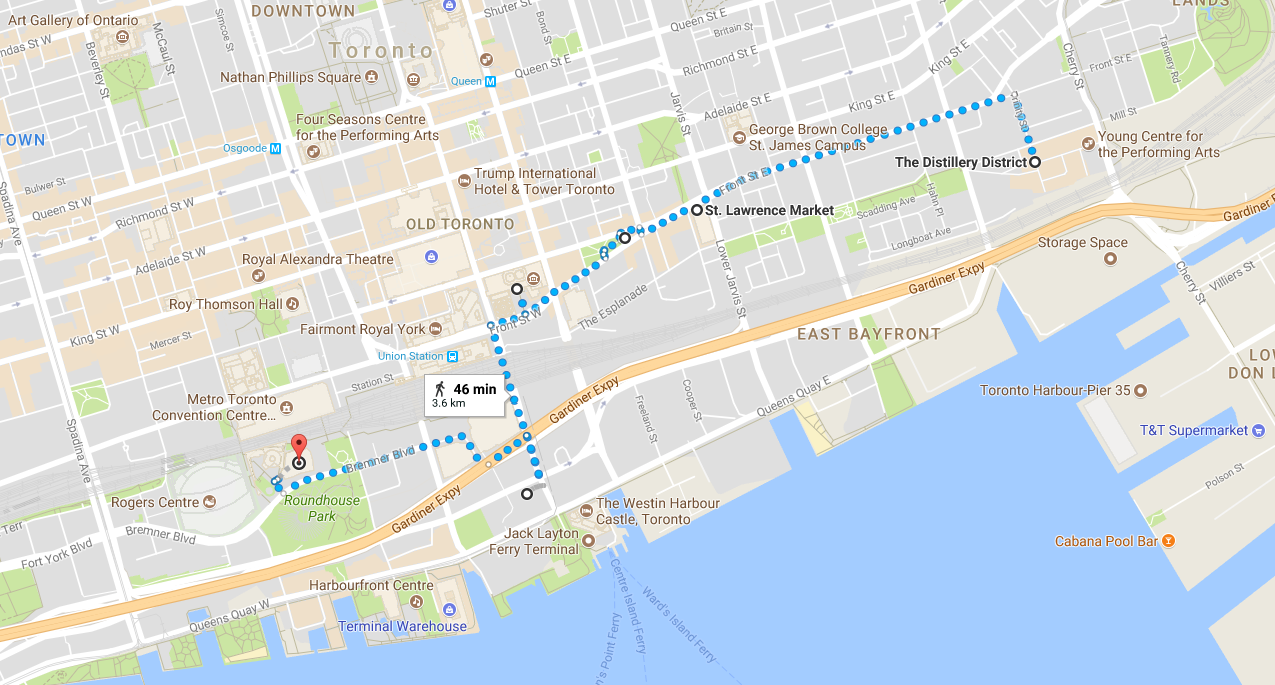 Art Gallery of Ontario
DOWNTOWN
Shuter St
Queen St E
LANDS
Simcoe St
McCaul St
Beverley St
Bond St
Britain St
Toronto
Nathan Phillips Square
Queen
Queen St E
Richmond St E
King St E
Cherry St
Front St E
Tannery Rd
Four Seasons Centre
for the Performing Arts
Osgoode
Jarvis St
Adelaide St E
King St E
Mill St
TOWN
George Brown College
St. James Campus
Young Centre for
the Performing Arts
The Distillery District
Bulwer St
Queen St W
Trump International
Hotel & Tower Toronto
Front St E
Spadina Ave
Richmond St W
OLD TORONTO
St. Lawrence Market
Hahn Pl
Scadding Ave
Longboat Ave
Gardiner E
Adelaide St W
Royal Alexandra Theatre
Lower Jarvis St
Storage Space
Gardiner Expy
Cherry St
Villiers St
Roy Thomson Hall
King St W
Mercer St
Fairmont Royal York
Front St W
The Esplanade
EAST BAYFRONT
Union Station
Station St
46 min
3.6 km
Gardiner Expy
Cooper St
Freeland St
Queens Quay E
LOW
DON L
Toronto Harbour-Pier 35
Metro Toronto
Convention Centre...
T&T Supermarket
Spadina Ave
Bremner Blvd
Polson St
Rogers Centre
Roundhouse
Park
Gardiner Expy
The Westin Harbour
Castle, Toronto
Terr
Fort York Blvd
Bremner Blvd
Jack Layton
Ferry Terminal
Cabana Pool Bar
Harbourfront Centre
Centre Island Ferry
Ward's Island Ferry
Queens Quay W
Terminal Warehouse
n's Point Ferry